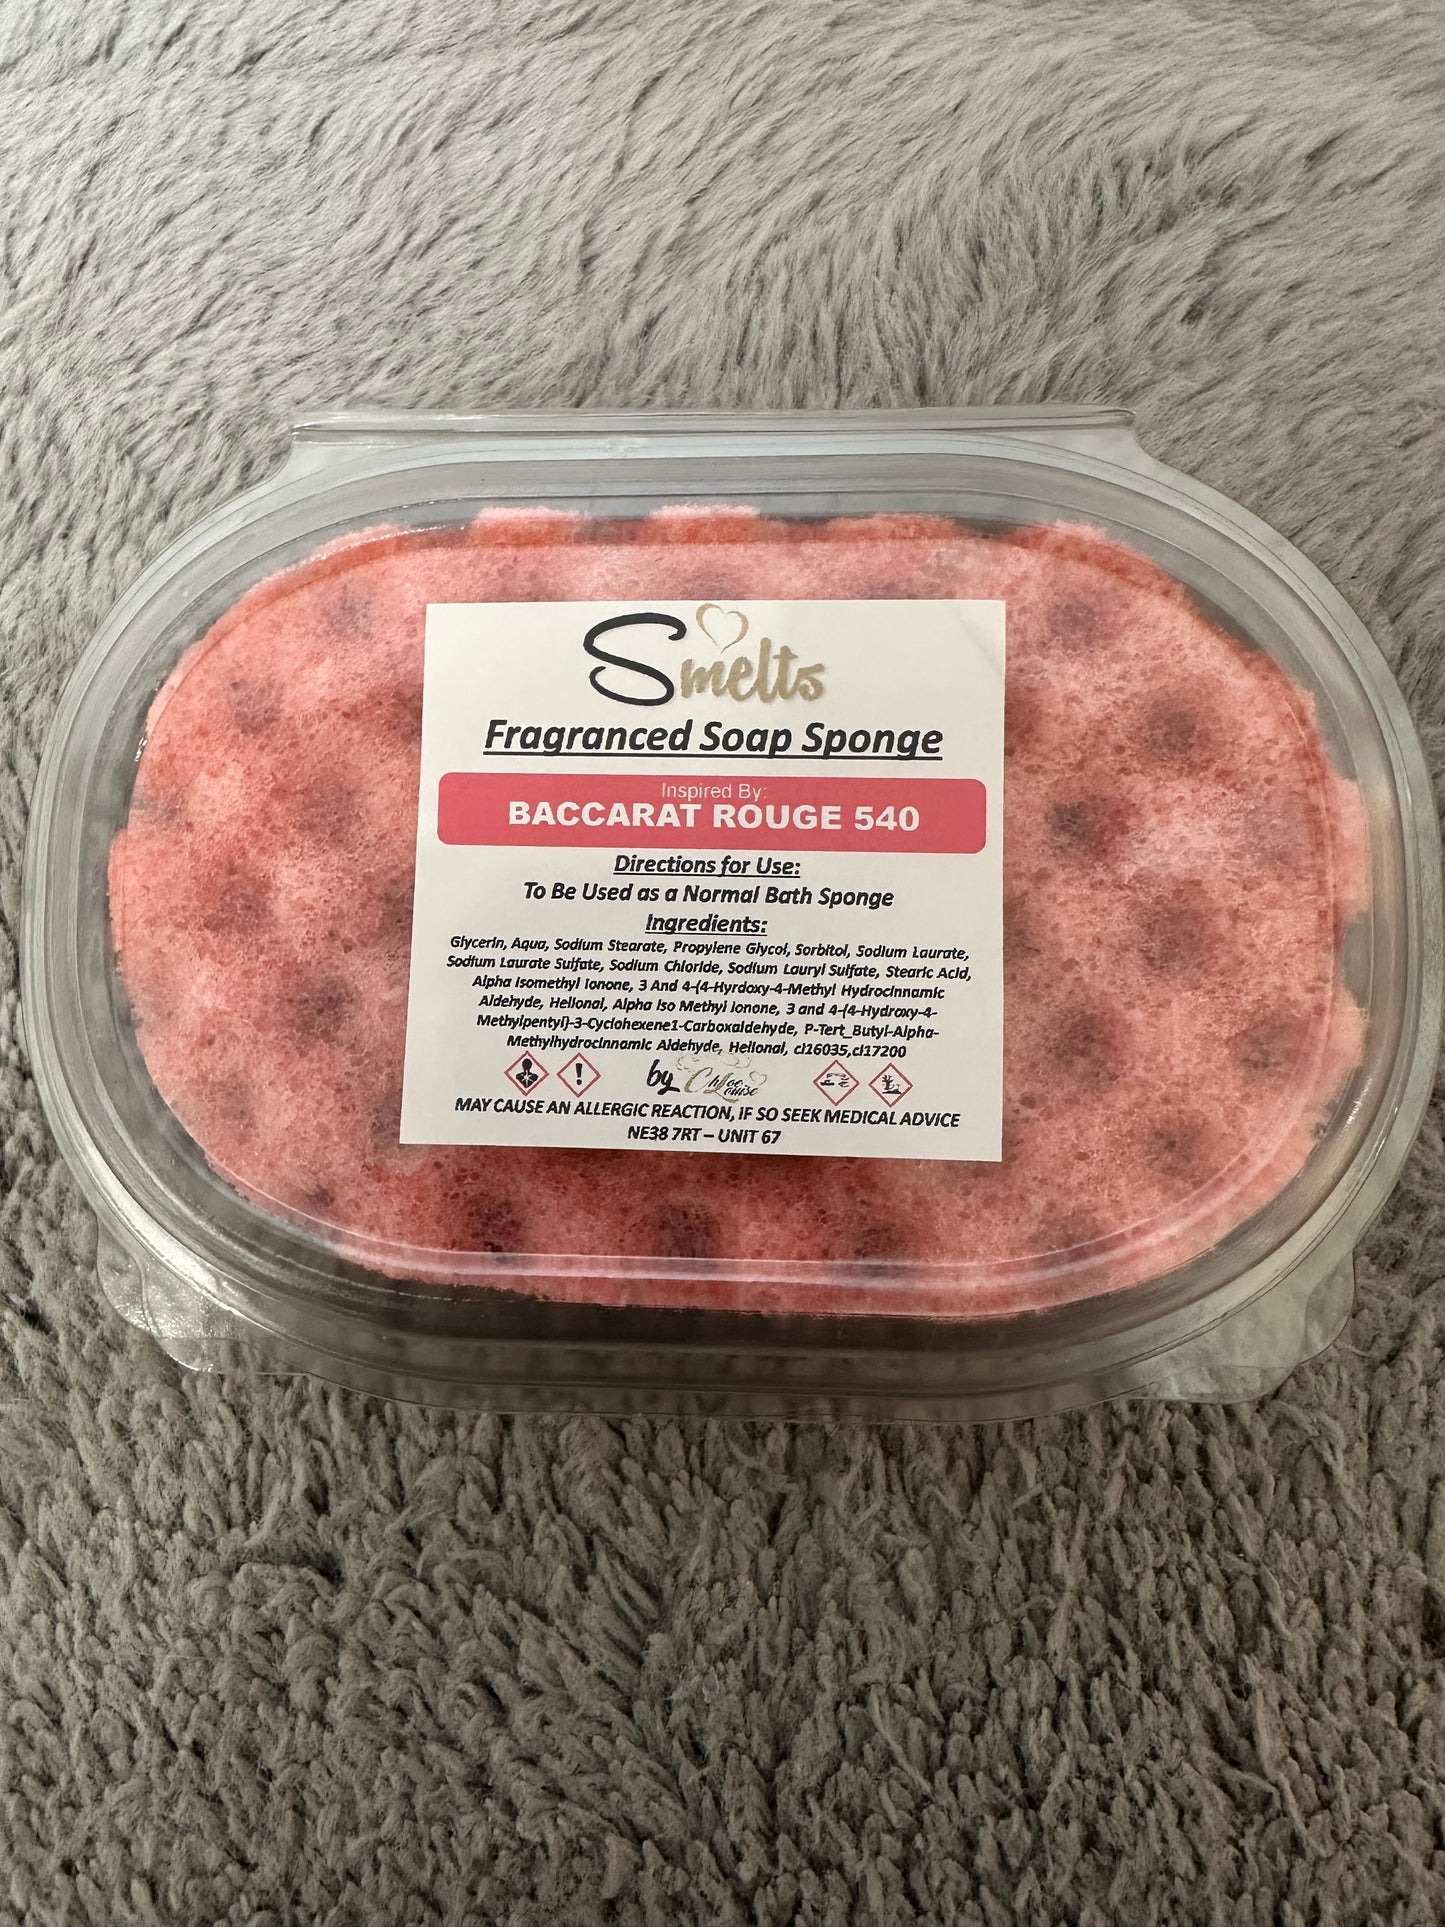 Smelts
Fragranced Soap Sponge
Inspired By:
BACCARAT ROUGE 540
Directions for Use:
To Be Used as a Normal Bath Sponge
Ingredients:
Glycerin, Aqua, Sodium Stearate, Propylene Glycol, Sorbitol, Sodium Laurate,
Sodium Laurate Sulfate, Sodium Chloride, Sodium Lauryl Sulfate, Stearic Acid,
Alpha Isomethyl Ionone, 3 And 4-(4-Hyrdoxy-4-Methyl Hydrocinnamic
Aldehyde, Helional, Alpha Iso Methyl Ionone, 3 and 4-(4-Hydroxy-4-
Methylpentyl)-3-Cyclohexene1-Carboxaldehyde, P-Tert_Butyl-Alpha-
Methylhydrocinnamic Aldehyde, Helional, ci16035,ci17200
by Chloe Louise
MAY CAUSE AN ALLERGIC REACTION, IF SO SEEK MEDICAL ADVICE
NE38 7RT – UNIT 67